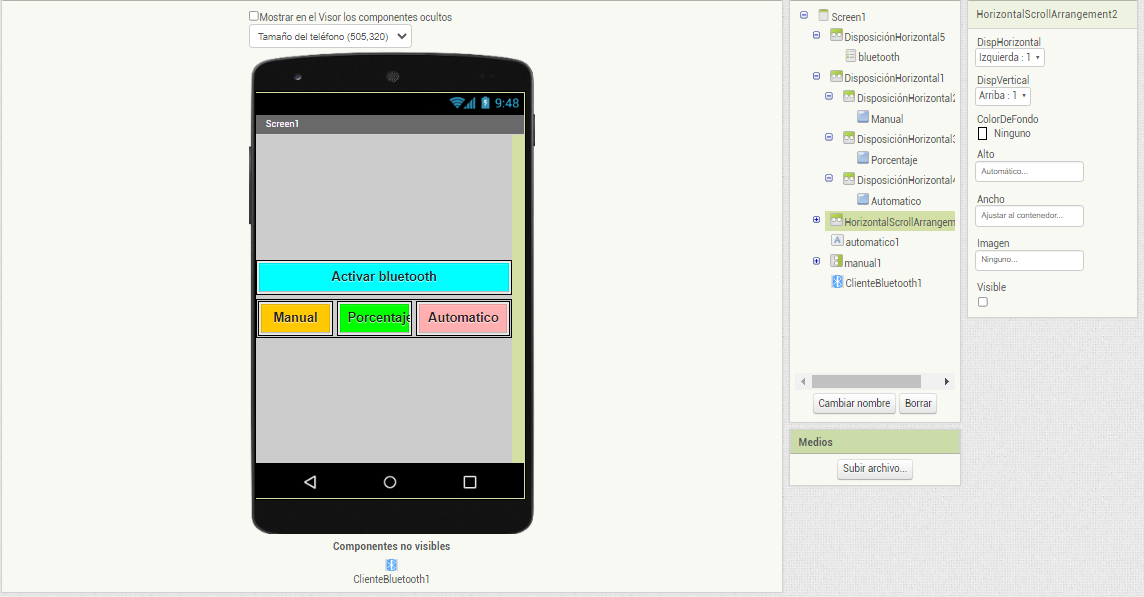 Mostrar en el Visor los componentes ocultos
Tamaño del teléfono (505,320)
9:48
Screen1
Activar bluetooth
Manual
Porcentaje
Automatico
Componentes no visibles
ClienteBluetooth1
Screen1
DisposiciónHorizontal5
bluetooth
DisposiciónHorizontal1
DisposiciónHorizontal2
Manual
DisposiciónHorizontal3
Porcentaje
DisposiciónHorizontal4
Automatico
HorizontalScrollArrangem
automatico1
manual1
ClienteBluetooth1
Cambiar nombre
Borrar
Medios
Subir archivo...
HorizontalScrollArrangement2
DispHorizontal
Izquierda : 1
DispVertical
Arriba : 1
ColorDeFondo
Ninguno
Alto
Automático...
Ancho
Ajustar al contenedor...
Imagen
Ninguno...
Visible